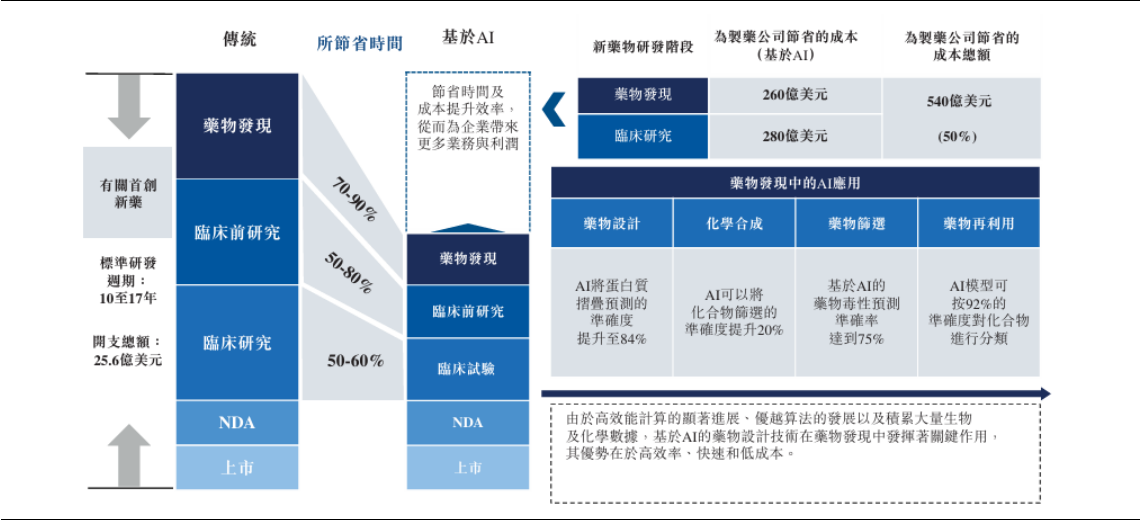 傳統
所節省時間
基於AI
有關首創
新藥
標準研發
週期：
10至17年
開支總額：
25.6億美元
藥物發現
臨床前研究
臨床研究
NDA
上市
70-90%
50-80%
50-60%
節省時間及
成本提升效率，
從而為企業帶來
更多業務與利潤
藥物發現
臨床前研究
臨床試驗
NDA
上市
新藥物研發階段
為製藥公司節省的成本
(基於AI)
為製藥公司節省的
成本總額
藥物發現
260億美元
540億美元
臨床研究
280億美元
(50%)
藥物發現中的AI應用
藥物設計
化學合成
藥物篩選
藥物再利用
AI將蛋白質
摺疊預測的
準確度
提升至84%
AI可以將
化合物篩選的
準確度提升20%
基於AI的
藥物毒性預測
準確率
達到75%
AI模型可
按92%的
準確度對化合物
進行分類
由於高效能計算的顯著進展、優越算法的發展以及積累大量生物
及化學數據，基於AI的藥物設計技術在藥物發現中發揮著關鍵作用，
其優勢在於高效率、快速和低成本。